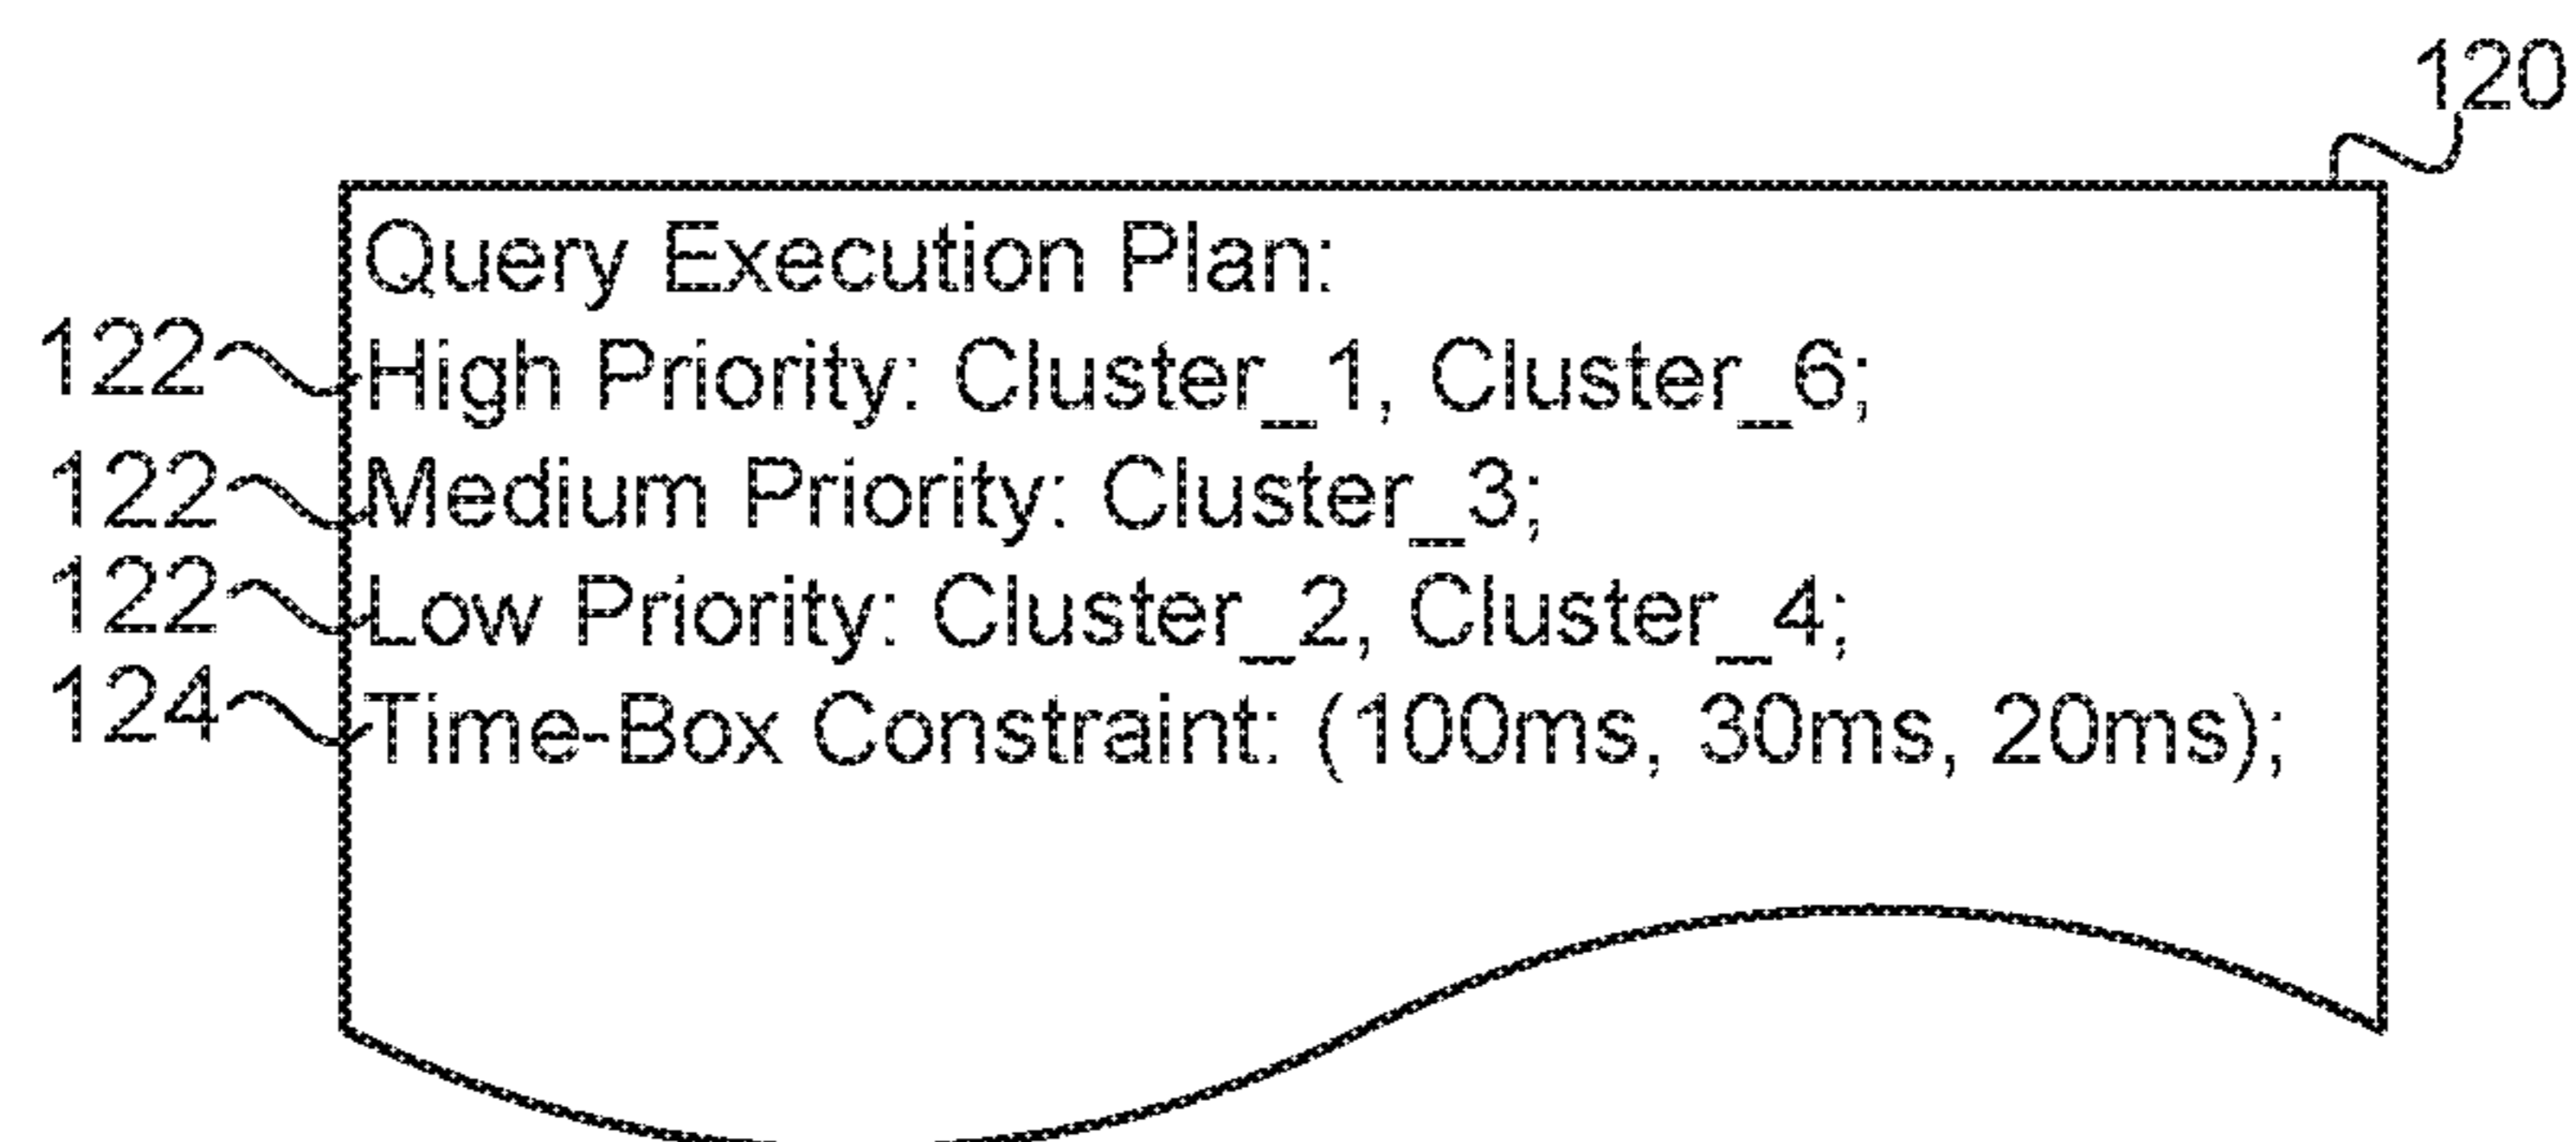 120
Query Execution Plan:
122 High Priority: Cluster_1, Cluster_6;
122 Medium Priority: Cluster_3;
122 Low Priority: Cluster_2, Cluster_4;
124 Time-Box Constraint: (100ms, 30ms, 20ms);